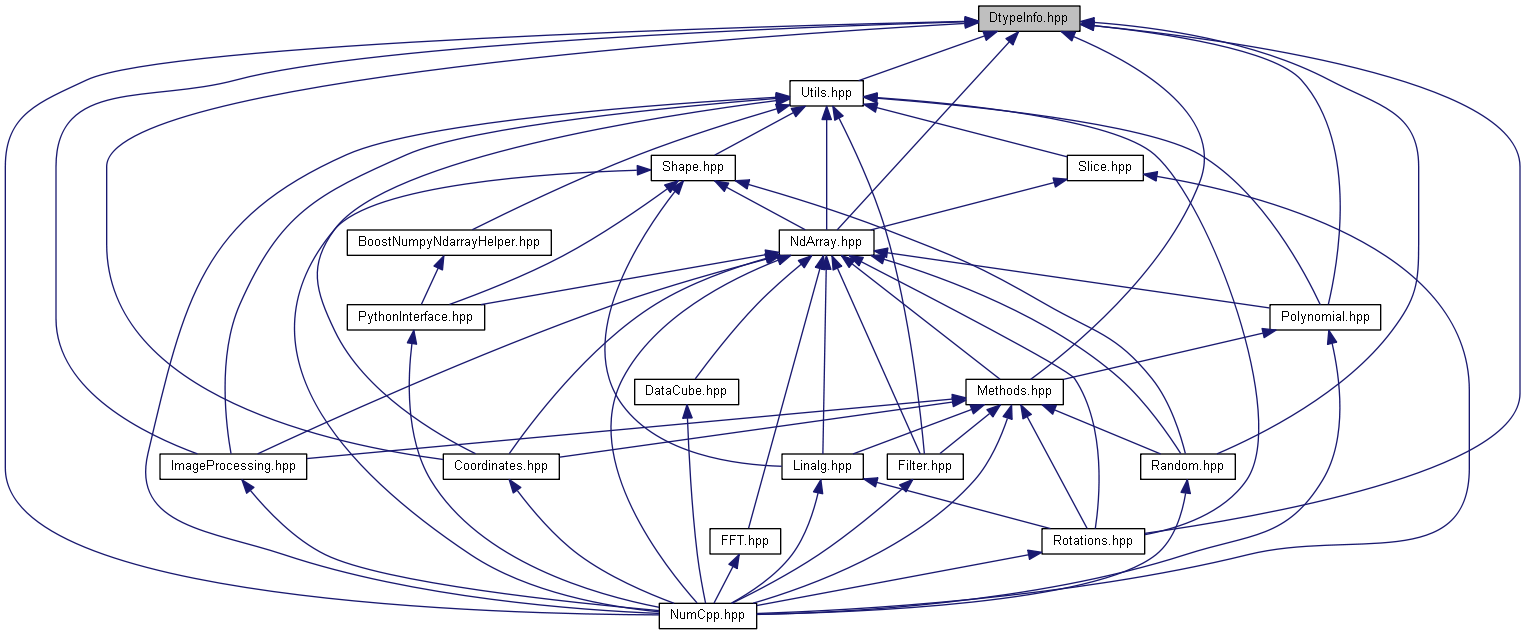 DtypeInfo.hpp
Utils.hpp
Shape.hpp
Slice.hpp
BoostNumpyNdarrayHelper.hpp
NdArray.hpp
PythonInterface.hpp
Polynomial.hpp
DataCube.hpp
Methods.hpp
ImageProcessing.hpp
Coordinates.hpp
Linalg.hpp
Filter.hpp
Random.hpp
FFT.hpp
Rotations.hpp
NumCpp.hpp